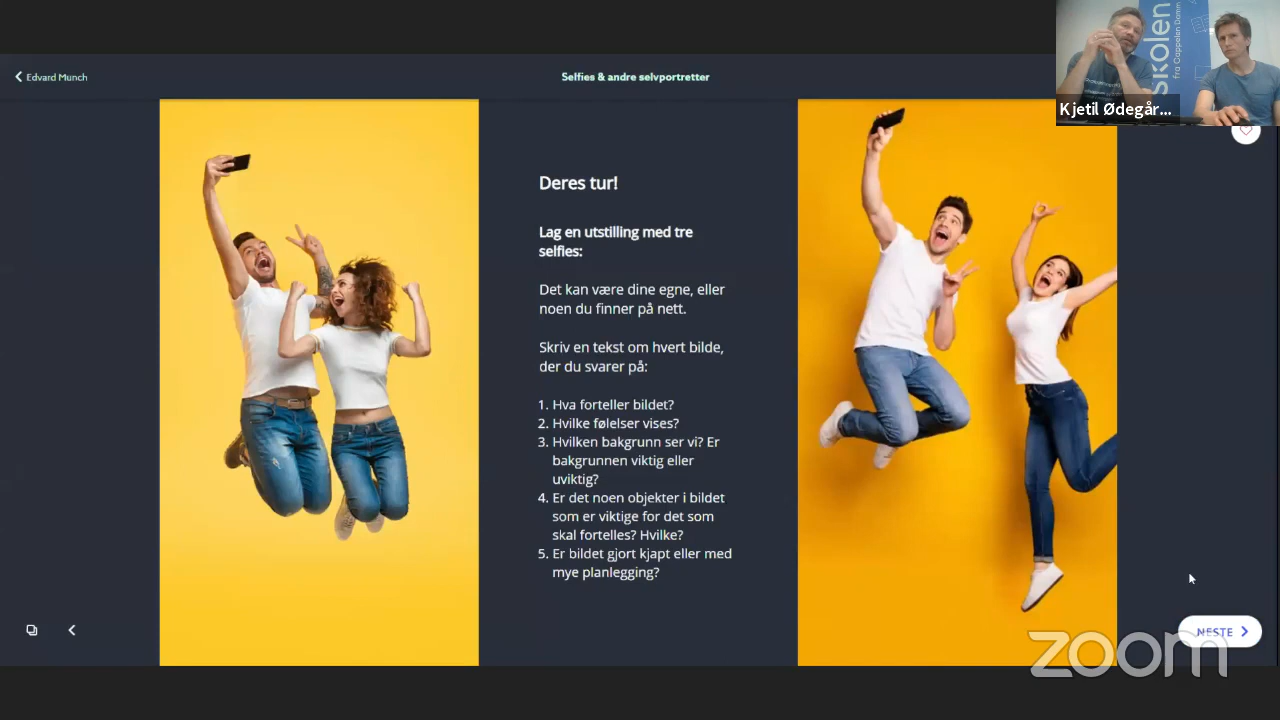 Edvard Munch
Selfies & andre selvportretter
skolen
fra Cappelen Damm
Kjetil Ødegår...
Deres tur!
Lag en utstilling med tre
selfies:
Det kan være dine egne, eller
noen du finner på nett.
Skriv en tekst om hvert bilde,
der du svarer på:
1. Hva forteller bildet?
2. Hvilke følelser vises?
3. Hvilken bakgrunn ser vi? Er
bakgrunnen viktig eller
uviktig?
4. Er det noen objekter i bildet
som er viktige for det som
skal fortelles? Hvilke?
5. Er bildet gjort kjapt eller med
mye planlegging?
NESTE
zoom